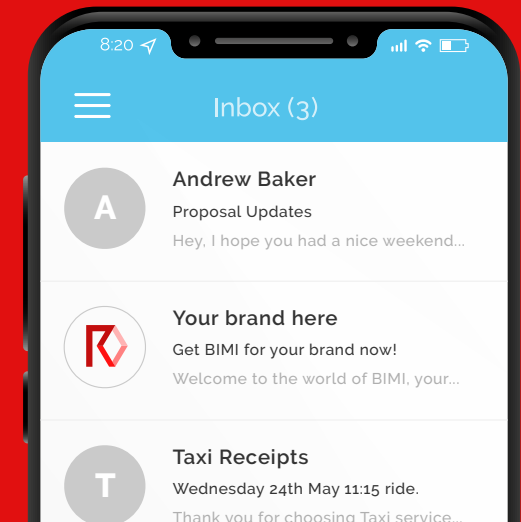 8:20
Inbox (3)
A
Andrew Baker
Proposal Updates
Hey, I hope you had a nice weekend...
Your brand here
Get BIMI for your brand now!
Welcome to the world of BIMI, your...
T
Taxi Receipts
Wednesday 24th May 11:15 ride.
Thank you for choosing Taxi service...